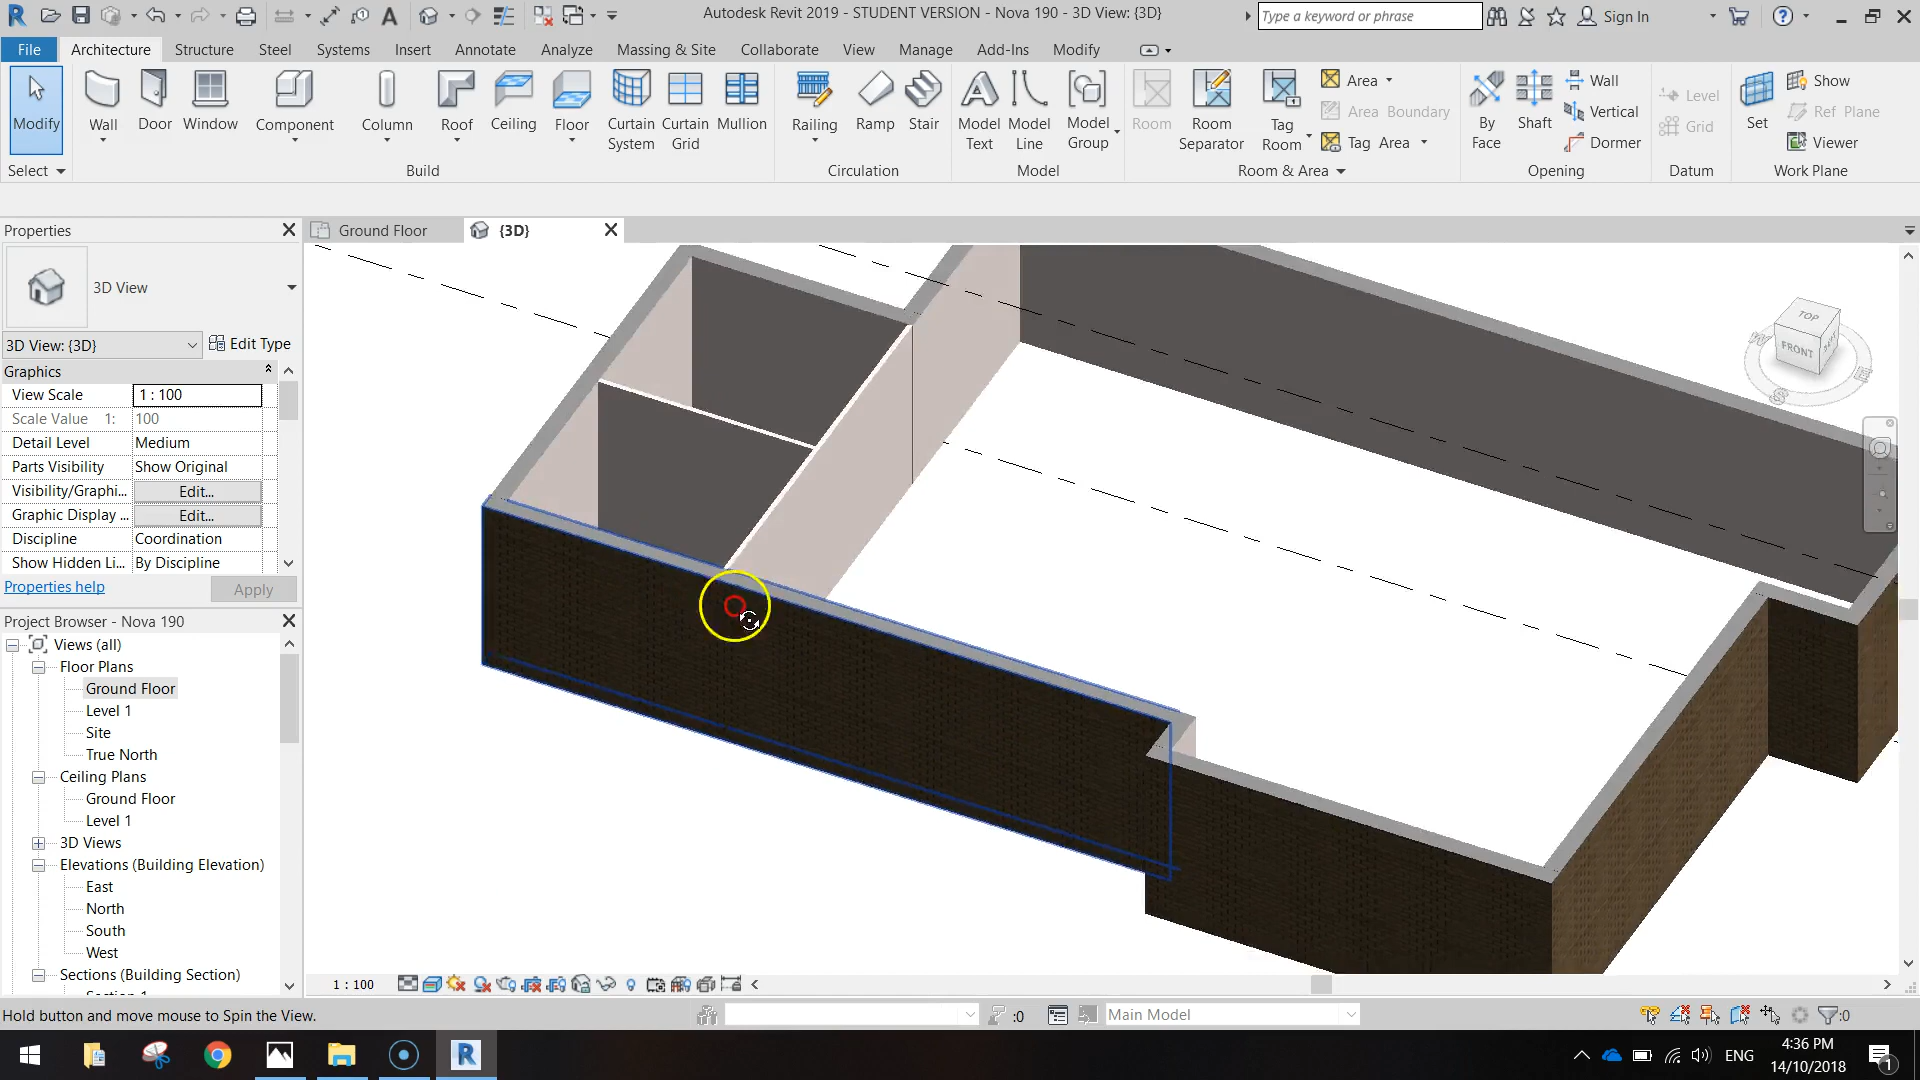 Autodesk Revit 2019 - STUDENT VERSION - Nova 190 - 3D View: {3D}
Type a keyword or phrase
Sign In
File Architecture Structure Steel Systems Insert Annotate Analyze Massing & Site Collaborate View Manage Add-Ins Modify
Modify
Wall
Door
Window
Component
Column
Roof
Ceiling
Floor
Curtain System
Curtain Grid
Mullion
Railing
Ramp
Stair
Model Text
Model Line
Model Group
Room
Room Separator
Tag Room
Area
Area Boundary
Tag Area
By Face
Shaft
Wall
Vertical
Dormer
Level
Grid
Set
Show
Ref Plane
Viewer
Select
Build
Circulation
Model
Room & Area
Opening
Datum
Work Plane
Properties
Ground Floor
{3D}
3D View
3D View: {3D}
Edit Type
Graphics
View Scale 1 : 100
Scale Value 1: 100
Detail Level Medium
Parts Visibility Show Original
Visibility/Graphi... Edit...
Graphic Display ... Edit...
Discipline Coordination
Show Hidden Li... By Discipline
Properties help
Apply
Project Browser - Nova 190
Views (all)
Floor Plans
Ground Floor
Level 1
Site
True North
Ceiling Plans
Ground Floor
Level 1
3D Views
Elevations (Building Elevation)
East
North
South
West
Sections (Building Section)
TOP
FRONT
W
S
E
1 : 100
Hold button and move mouse to Spin the View.
:0
Main Model
:0
ENG
4:36 PM
14/10/2018
1